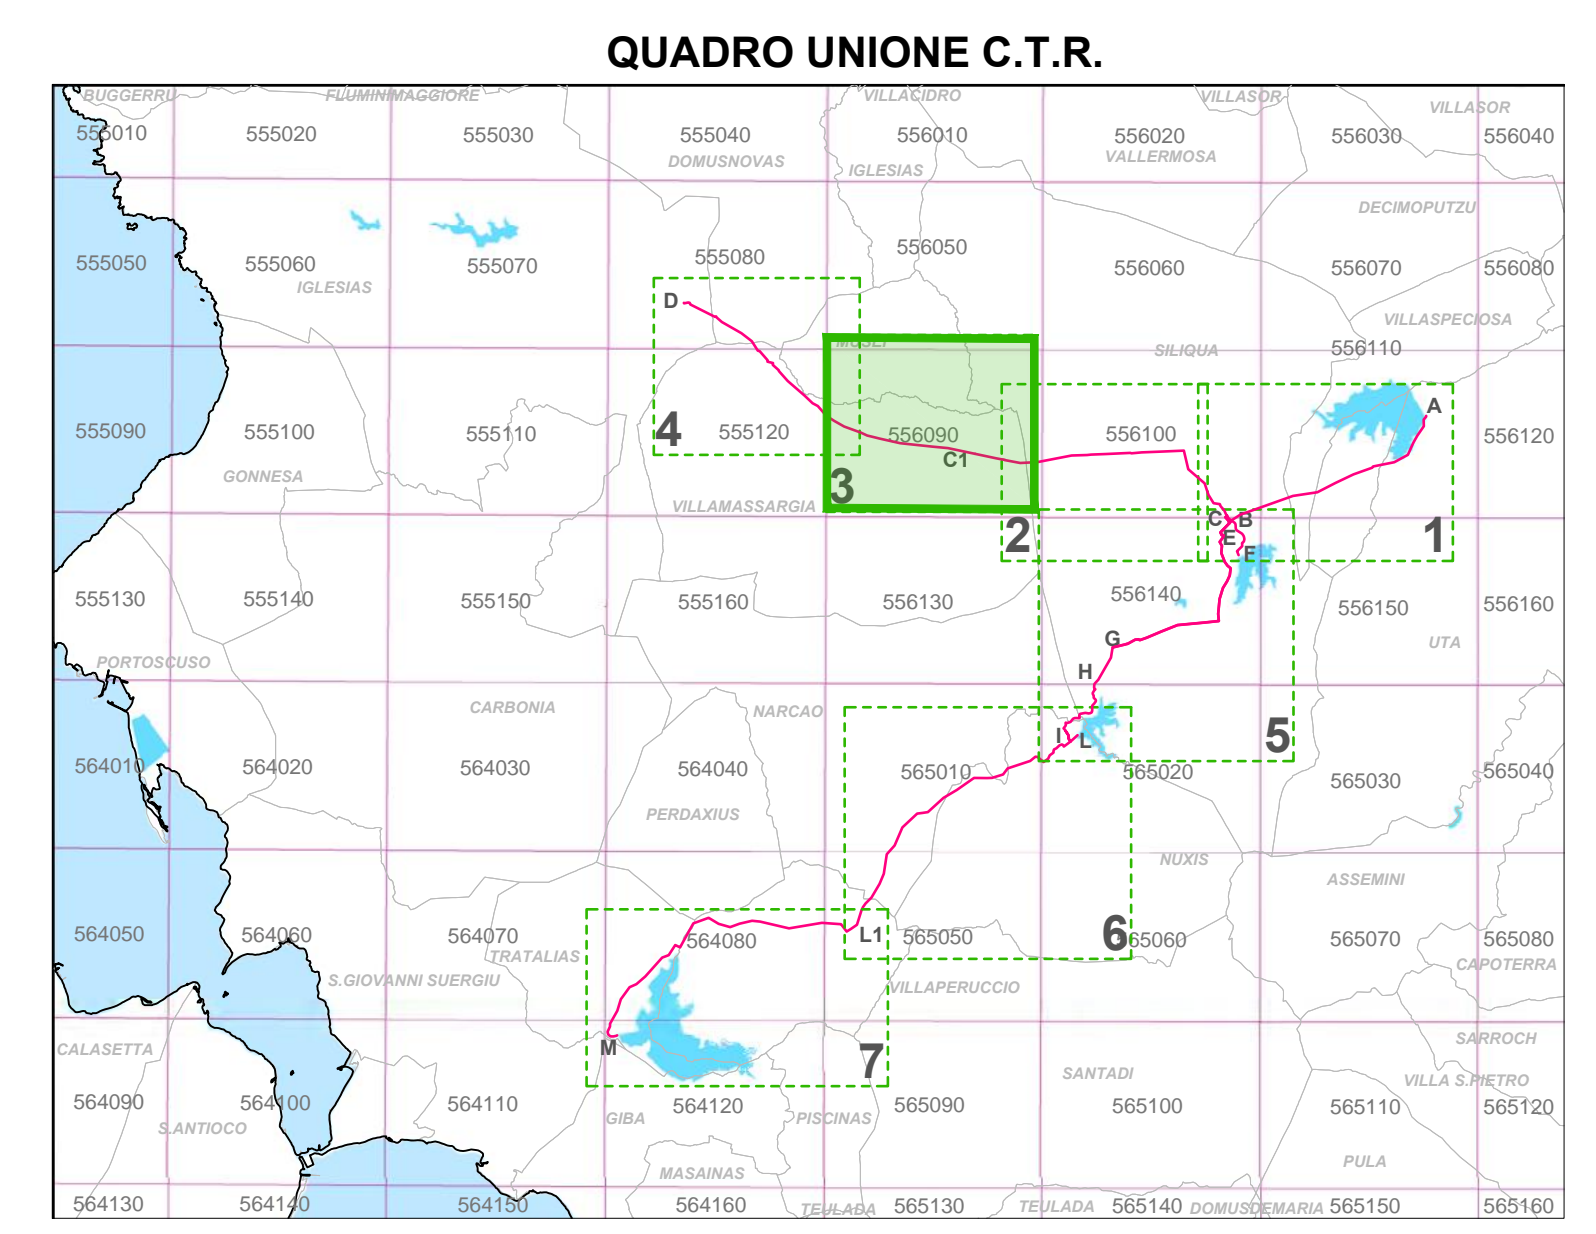 QUADRO UNIONE C.T.R.
BUGGERRU FLUMINIMAGGIORE VILLACIDRO VILLASOR VILLASOR
555010 555020 555030 555040 556010 556020 556030 556040
DOMUSNOVAS IGLESIAS VALLERMOSA
DECIMOPUTZU
555050 555060 555070 555080 556050 556060 556070 556080
IGLESIAS
D
VILLASPECIOSA
MUSEI SILIQUA 556110
A
555090 555100 555110 4 555120 556090 556100 556120
C1
GONNESA 3
VILLAMASSARGIA
2 C B 1
E
F
555130 555140 555150 555160 556130 556140 556150 556160
G UTA
PORTOSCUSO H
CARBONIA NARCAO
I L 5
564010 564020 564030 564040 565010 565020 565030 565040
PERDAXIUS
NUXIS
ASSEMINI
564050 564060 564070 564080 L1 565050 6 565060 565070 565080
TRATALIAS CAPOTERRA
S.GIOVANNI SUERGIU VILLAPERUCCIO
CALASETTA M 7 SARROCH
SANTADI VILLA S.PIETRO
564090 564100 564110 564120 565090 565100 565110 565120
S.ANTIOCO GIBA PISCINAS
MASAINAS PULA
564130 564140 564150 564160 TEULADA 565130 TEULADA 565140 DOMUSDEMARIA 565150 565160